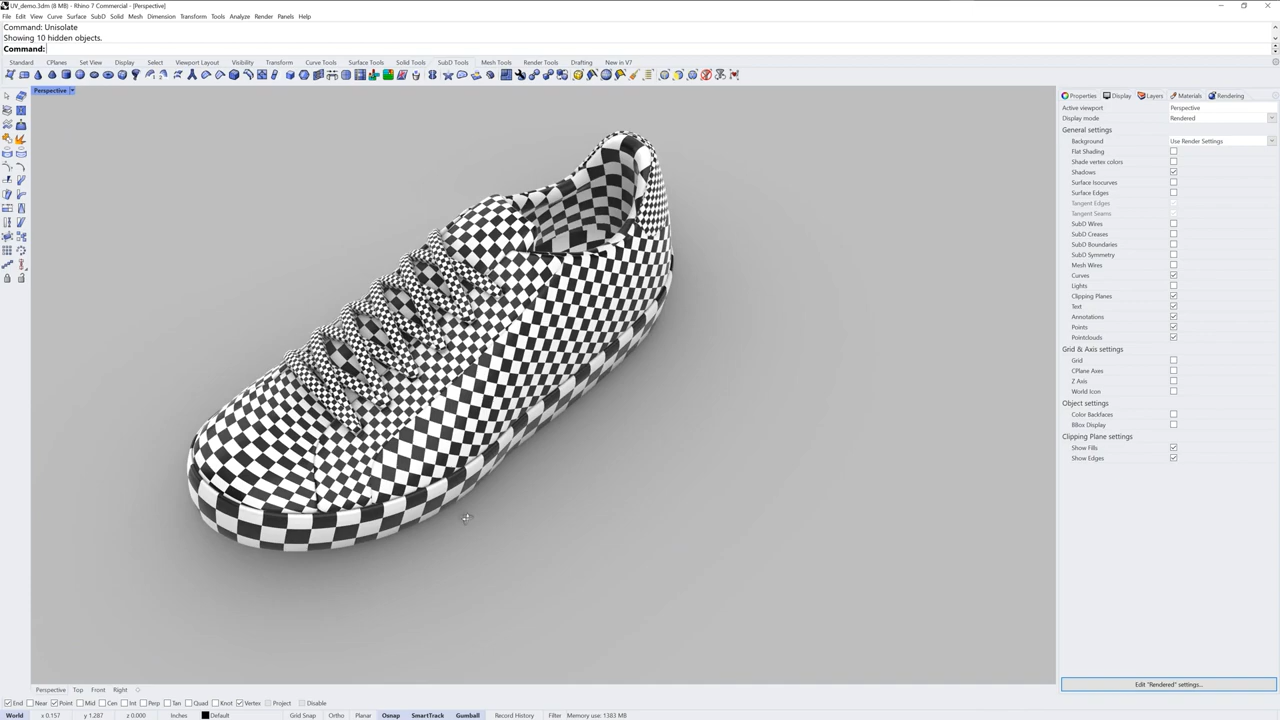 UV_demo.3dm (8 MB) - Rhino 7 Commercial - [Perspective]
File Edit View Curve Surface SubD Solid Mesh Dimension Transform Tools Analyze Render Panels Help
Command: Unisolate
Showing 10 hidden objects.
Command:
Standard CPlanes Set View Display Select Viewport Layout Visibility Transform Curve Tools Surface Tools Solid Tools SubD Tools Mesh Tools Render Tools Drafting New in V7
Perspective
Properties Display Layers Materials Rendering
Active viewport Perspective
Display mode Rendered
General settings
Background Use Render Settings
Flat Shading
Shade vertex colors
Shadows
Surface Isocurves
Surface Edges
Tangent Edges
Tangent Seams
SubD Wires
SubD Creases
SubD Boundaries
SubD Symmetry
Mesh Wires
Curves
Lights
Clipping Planes
Text
Annotations
Points
Pointclouds
Grid & Axis settings
Grid
CPlane Axes
Z Axis
World Icon
Object settings
Color Backfaces
BBox Display
Clipping Plane settings
Show Fills
Show Edges
Edit "Rendered" settings...
Perspective Top Front Right
End Near Point Mid Cen Int Perp Tan Quad Knot Vertex Project Disable
World x 0.157 y 1.287 z 0.000 Inches Default Grid Snap Ortho Planar Osnap SmartTrack Gumball Record History Filter Memory use: 1383 MB